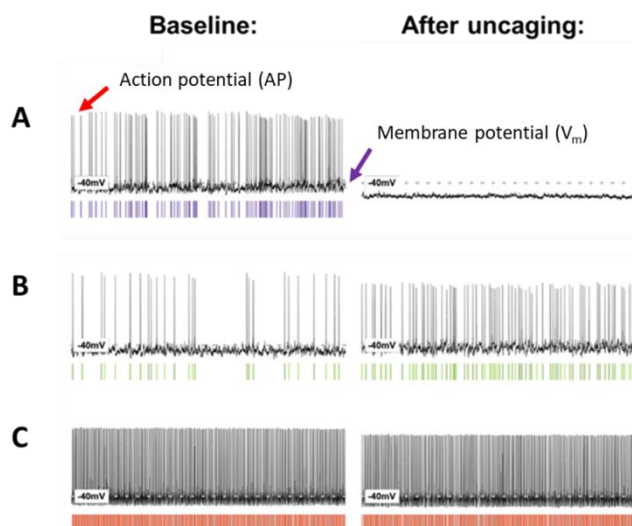 Baseline:
After uncaging:
Action potential (AP)
A
Membrane potential (Vm)
-40mV
-40mV
B
-40mV
-40mV
C
-40mV
-40mV